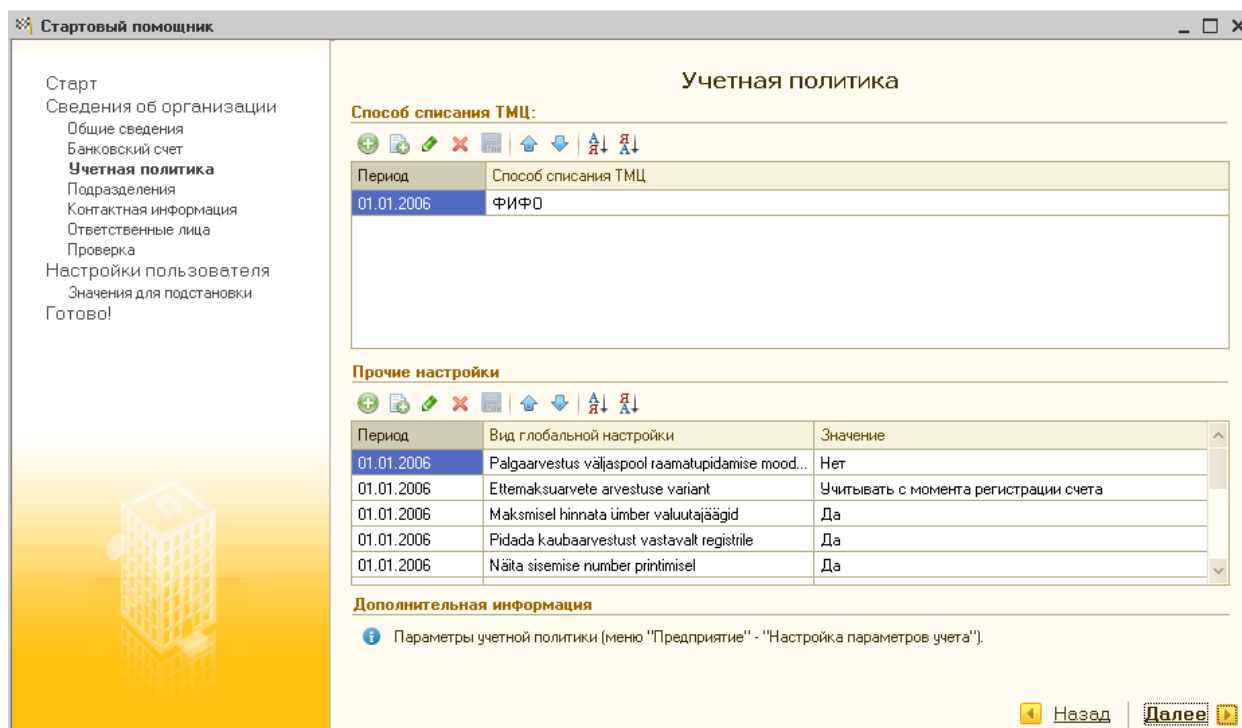 Стартовый помощник
Старт
Сведения об организации
Общие сведения
Банковский счет
Учетная политика
Подразделения
Контактная информация
Ответственные лица
Проверка
Настройки пользователя
Значения для подстановки
Готово!
Учетная политика
Способ списания ТМЦ:
Период Способ списания ТМЦ
01.01.2006 ФИФО
Прочие настройки
Период Вид глобальной настройки Значение
01.01.2006 Palgaarvestus väljaspool raamatupidamise mood... Нет
01.01.2006 Ettemaksuarvete arvestuse variant Учитывать с момента регистрации счета
01.01.2006 Maksmisel hinnata ümber valuutajäägid Да
01.01.2006 Pidada kaubaarvestust vastavalt registrile Да
01.01.2006 Näita sisemise number printimisel Да
Дополнительная информация
Параметры учетной политики (меню "Предприятие" - "Настройка параметров учета").
Назад Далее